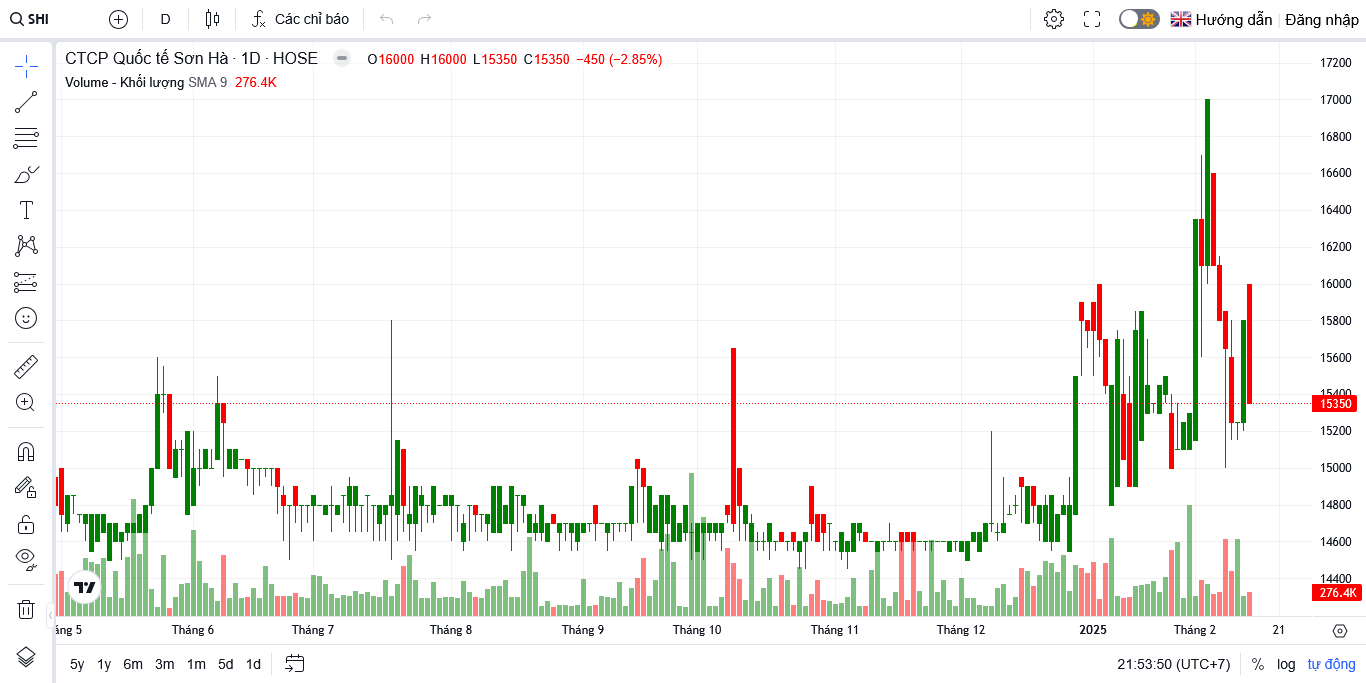 SHI D Các chỉ báo Hướng dẫn Đăng nhập
CTCP Quốc tế Sơn Hà · 1D · HOSE O16000 H16000 L15350 C15350 −450 (−2.85%)
Volume - Khối lượng SMA 9 276.4K
17200
17000
16800
16600
16400
16200
16000
15800
15600
15400
15350
15200
15000
14800
14600
14400
276.4K
áng 5 Tháng 6 Tháng 7 Tháng 8 Tháng 9 Tháng 10 Tháng 11 Tháng 12 2025 Tháng 2 21
5y 1y 6m 3m 1m 5d 1d 21:53:50 (UTC+7) % log tự động